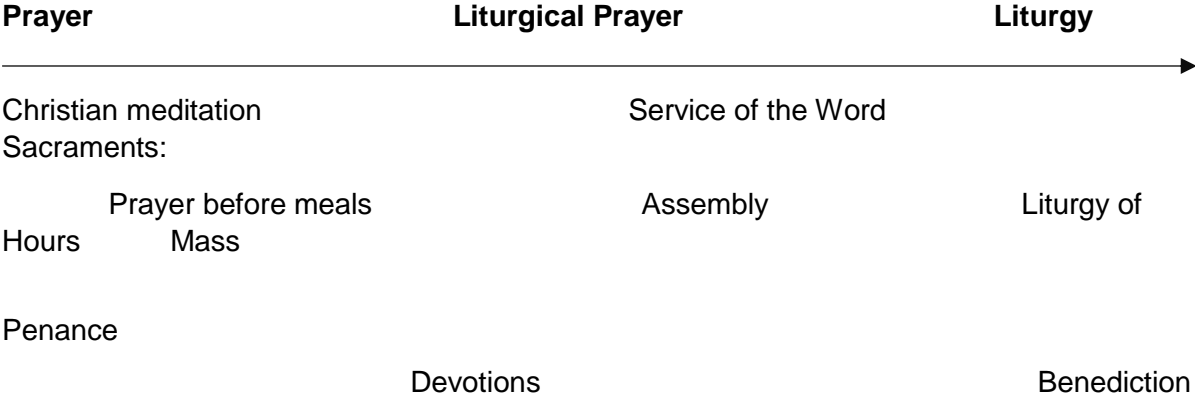 Prayer Liturgical Prayer Liturgy
Christian meditation Service of the Word
Sacraments:
Prayer before meals Assembly Liturgy of
Hours Mass
Penance
Devotions Benediction